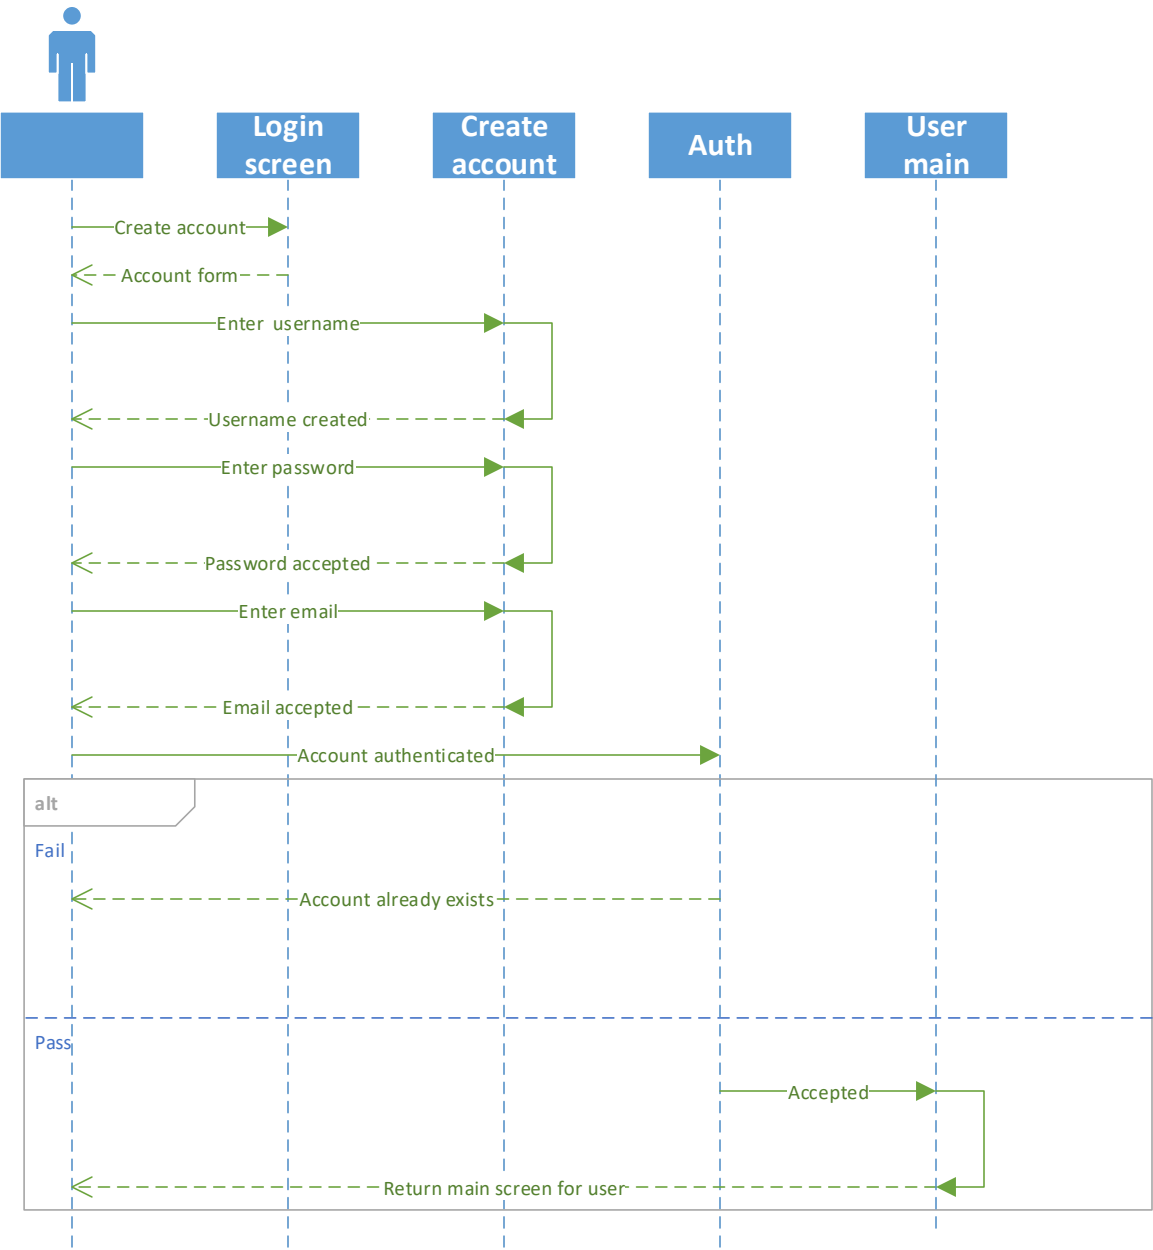 Login
screen
Create
account
Auth
User
main
Create account
Account form
Enter  username
Username created
Enter password
Password accepted
Enter email
Email accepted
Account authenticated
alt
Fail
Account already exists
Pass
Accepted
Return main screen for user